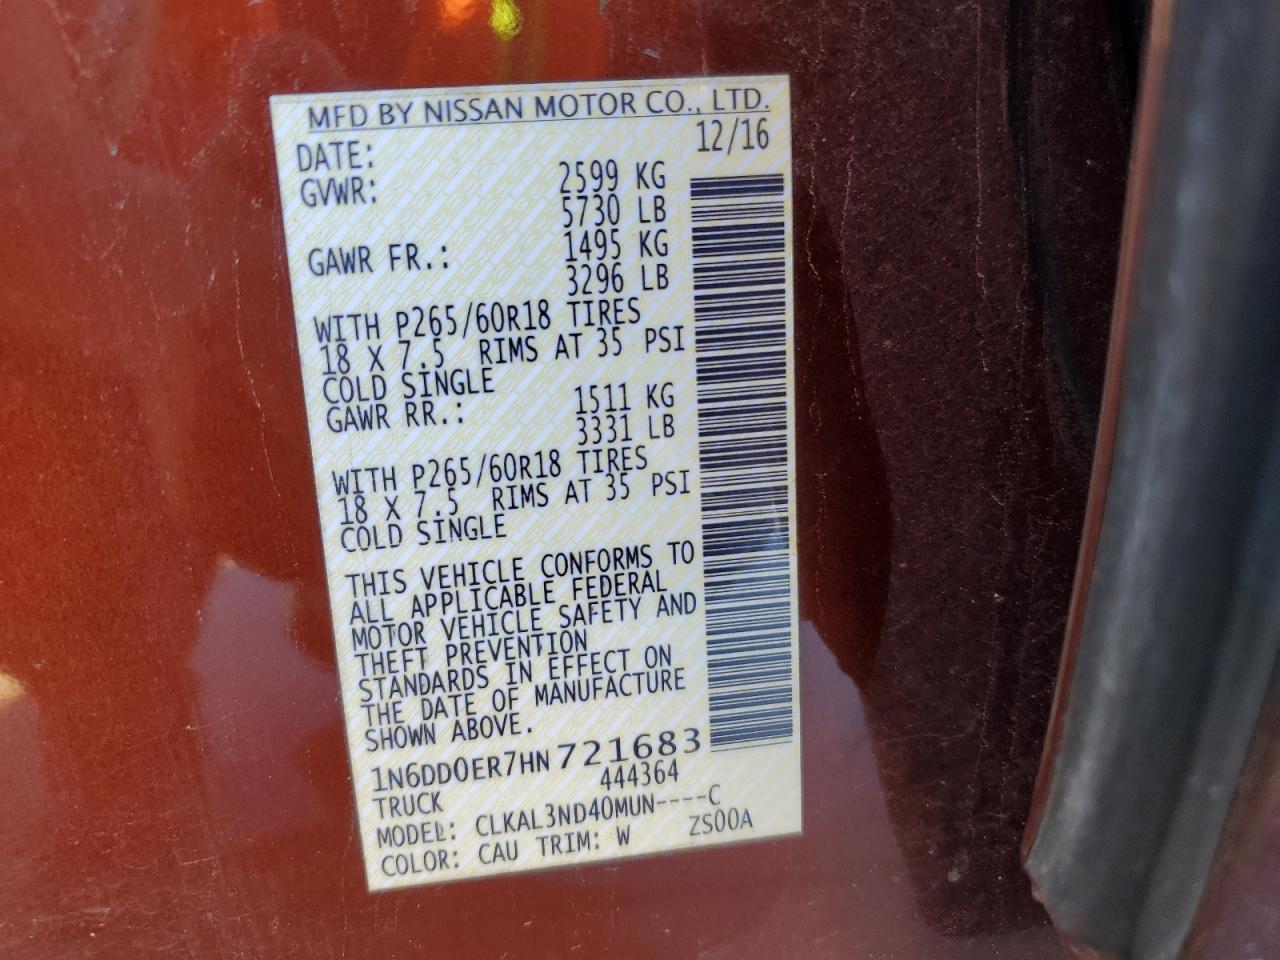 MFD BY NISSAN MOTOR CO., LTD.
DATE: 12/16
GVWR: 2599 KG
5730 LB
GAWR FR.: 1495 KG
3296 LB
WITH P265/60R18 TIRES
18 X 7.5 RIMS AT 35 PSI
COLD SINGLE
GAWR RR.: 1511 KG
3331 LB
WITH P265/60R18 TIRES
18 X 7.5 RIMS AT 35 PSI
COLD SINGLE
THIS VEHICLE CONFORMS TO
ALL APPLICABLE FEDERAL
MOTOR VEHICLE SAFETY AND
THEFT PREVENTION
STANDARDS IN EFFECT ON
THE DATE OF MANUFACTURE
SHOWN ABOVE.
1N6DD0ER7HN721683
TRUCK 444364
MODEL: CLKAL3ND40MUN----C
COLOR: CAU TRIM: W ZS00A